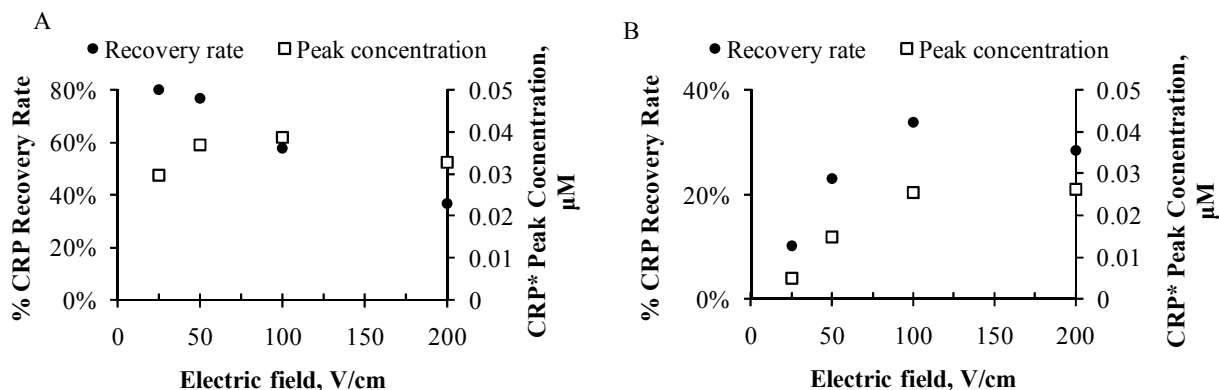 A
● Recovery rate □ Peak concentration
% CRP Recovery Rate
80%
60%
40%
20%
0%
0.05
0.04
0.03
0.02
0.01
0
CRP* Peak Cocnentration,
µM
0 50 100 150 200
Electric field, V/cm
B
● Recovery rate □ Peak concentration
% CRP Recovery Rate
40%
20%
0%
0.05
0.04
0.03
0.02
0.01
0
CRP* Peak Cocnentration,
µM
0 50 100 150 200
Electric field, V/cm